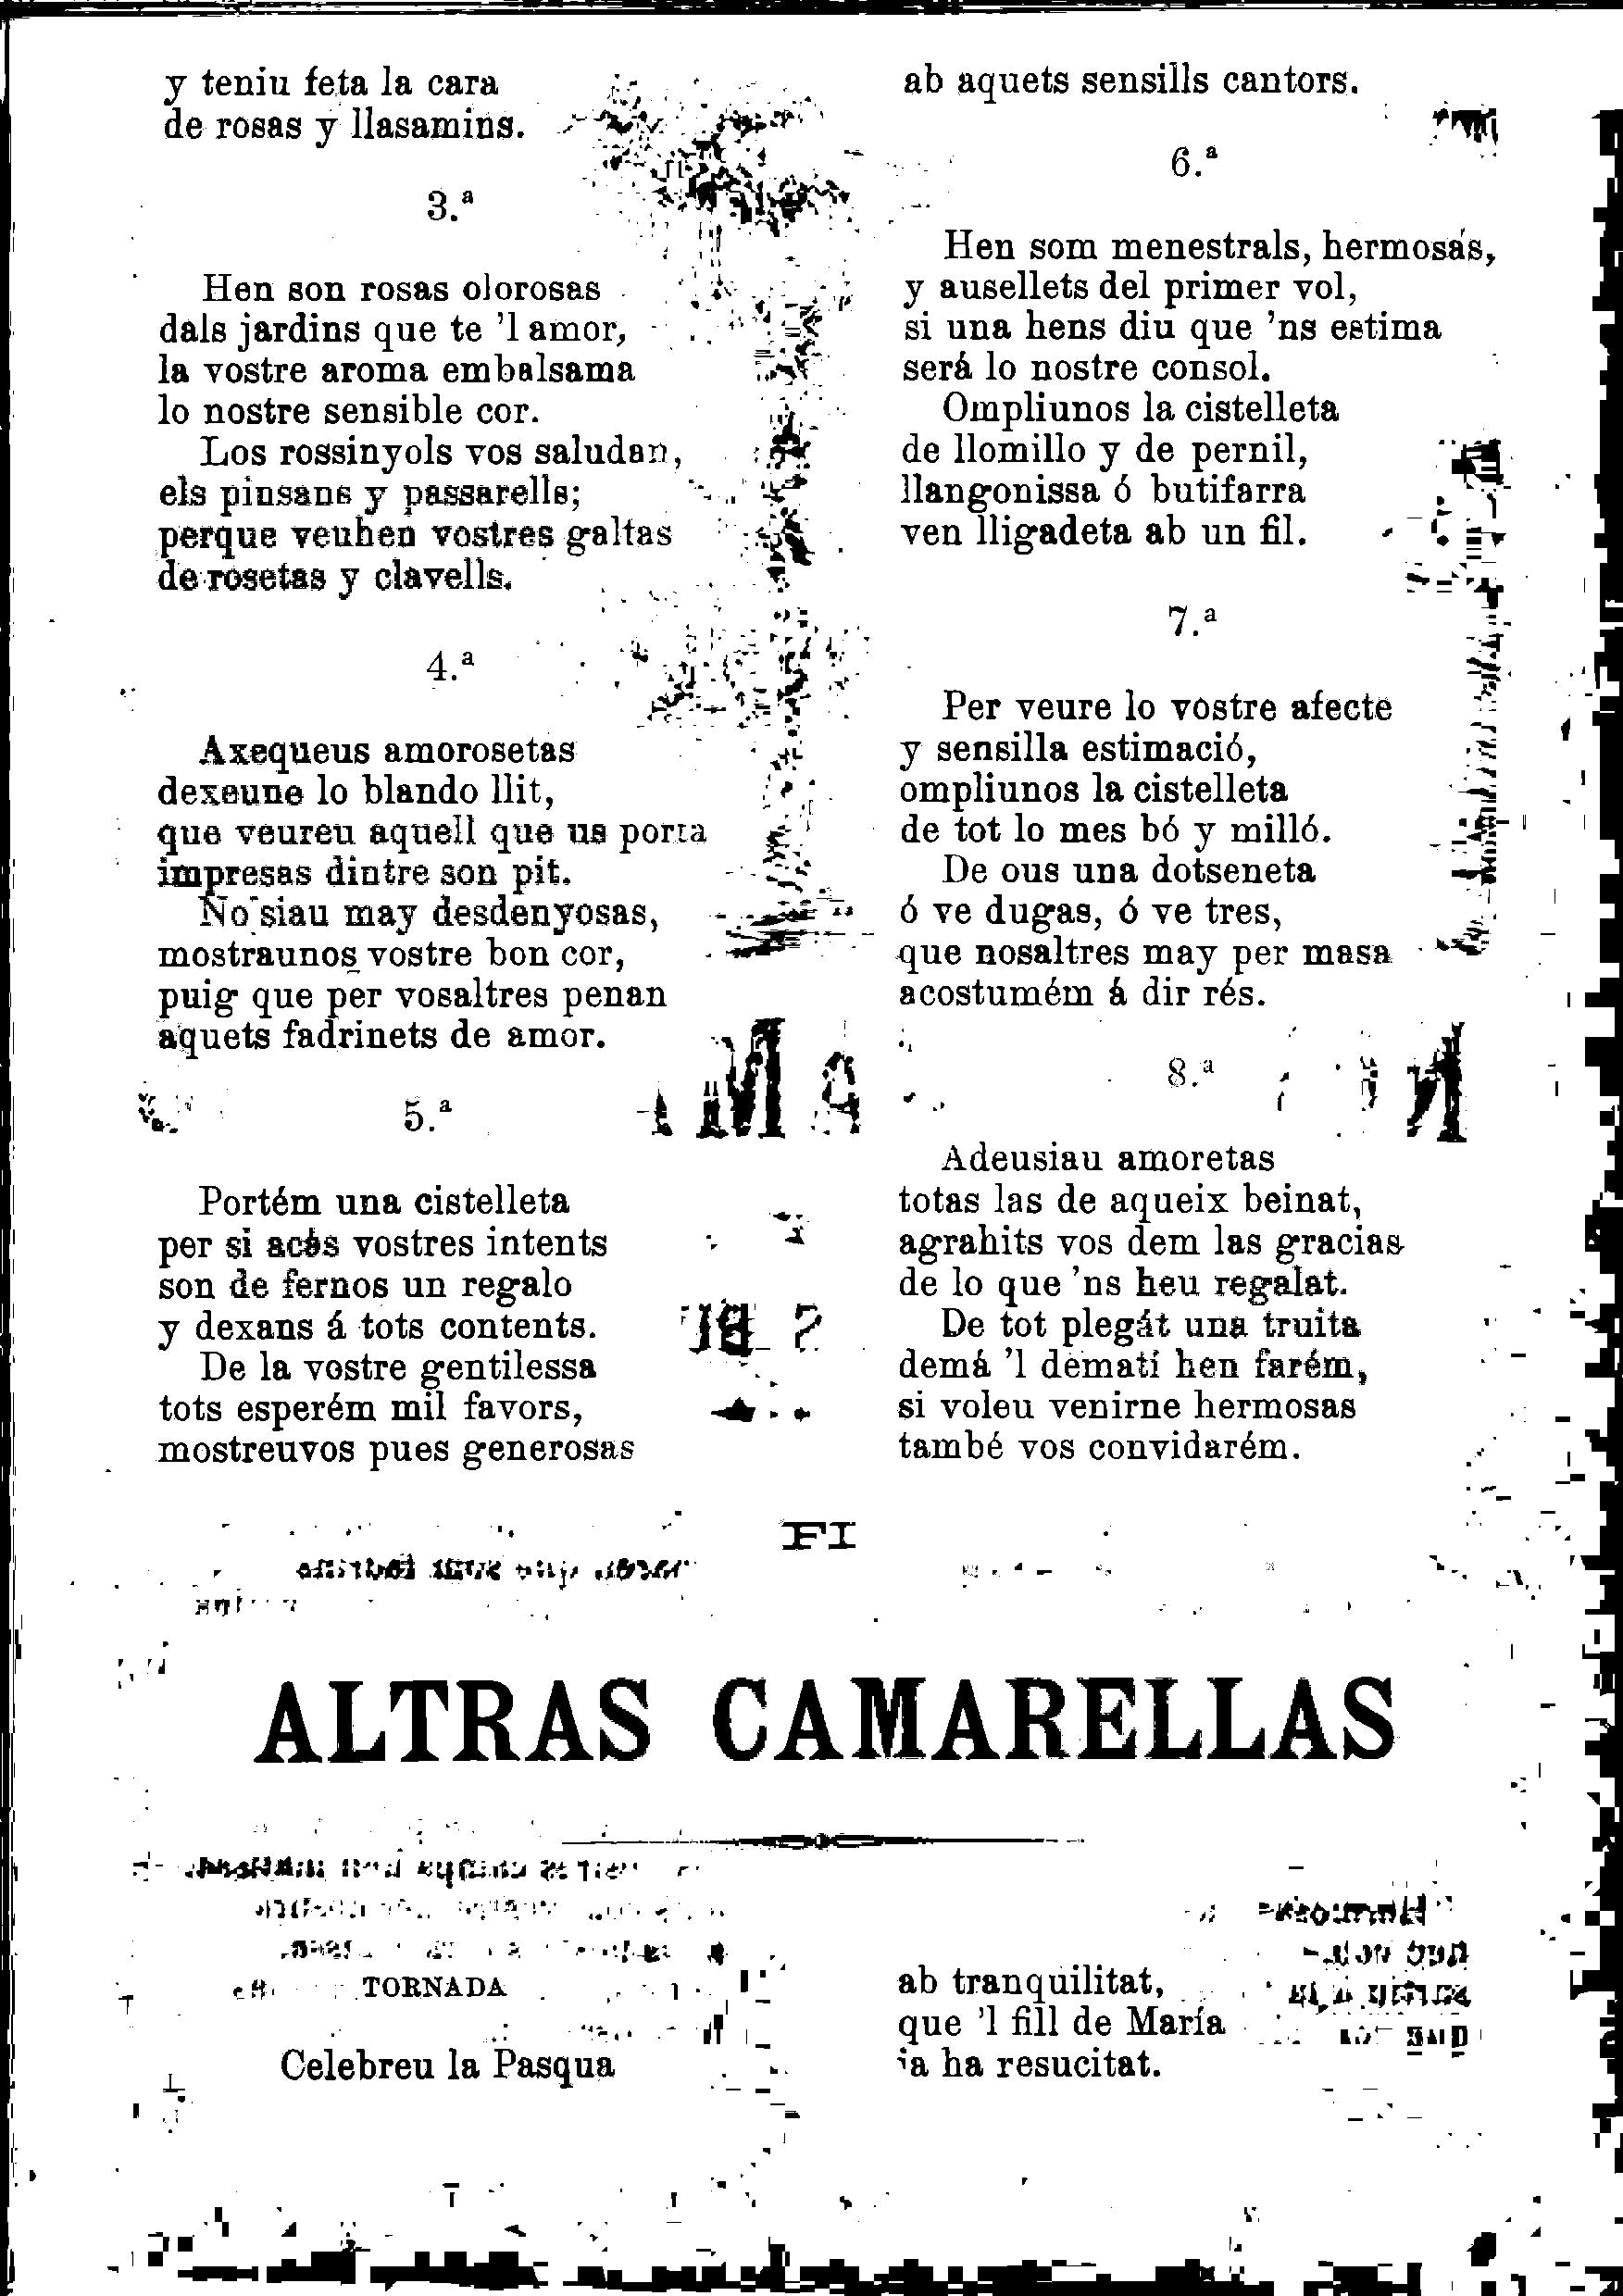 y teniu feta la cara
de rosas y llasamins.
3.ª
Hen son rosas olorosas
dals jardins que te 'l amor,
la vostre aroma embalsama
lo nostre sensible cor.
Los rossinyols vos saludan,
els pinsans y passarells;
perque veuhen vostres galtas
de rosetas y clavells.
4.ª
Axequeus amorosetas
dexeune lo blando llit,
que veureu aquell que us porta
impresas dintre son pit.
No siau may desdenyosas,
mostraunos vostre bon cor,
puig que per vosaltres penan
aquets fadrinets de amor.
5.ª
Portém una cistelleta
per si acás vostres intents
son de fernos un regalo
y dexans á tots contents.
De la vostre gentilessa
tots esperém mil favors,
mostreuvos pues generosas
ab aquets sensills cantors.
6.ª
Hen som menestrals, hermosas,
y ausellets del primer vol,
si una hens diu que 'ns estima
será lo nostre consol.
Ompliunos la cistelleta
de llomillo y de pernil,
llangonissa ó butifarra
ven lligadeta ab un fil.
7.ª
Per veure lo vostre afecte
y sensilla estimació,
ompliunos la cistelleta
de tot lo mes bó y milló.
De ous una dotseneta
ó ve dugas, ó ve tres,
que nosaltres may per masa
acostumém á dir rés.
8.ª
Adeusiau amoretas
totas las de aqueix beinat,
agrahits vos dem las gracias
de lo que 'ns heu regalat.
De tot plegát una truita
demá 'l dematí hen farém,
si voleu venirne hermosas
també vos convidarém.
FI
ALTRAS CAMARELLAS
TORNADA
Celebreu la Pasqua
ab tranquilitat,
que 'l fill de María
ia ha resucitat.